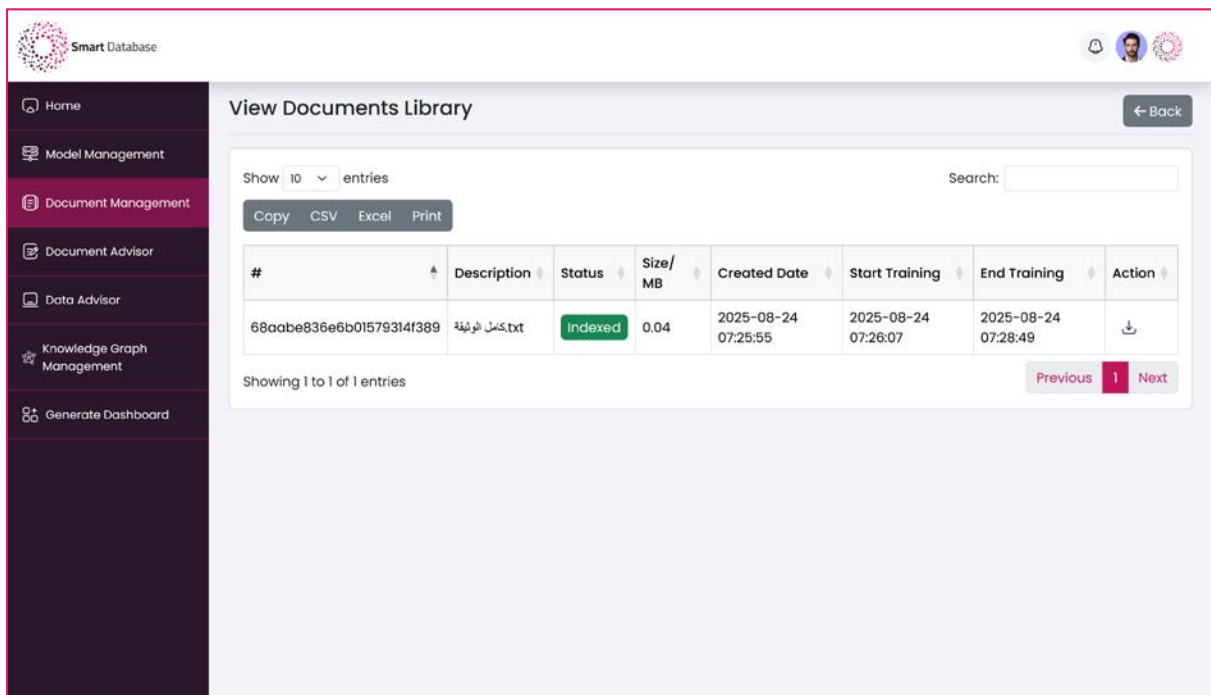 Smart Database
Home
Model Management
Document Management
Document Advisor
Data Advisor
Knowledge Graph
Management
Generate Dashboard
View Documents Library
← Back
Show 10 entries
Search:
Copy CSV Excel Print
# Description Status Size/
MB Created Date Start Training End Training Action
68aabe836e6b01579314f389 كامل الوثيقة.txt Indexed 0.04 2025-08-24
07:25:55 2025-08-24
07:26:07 2025-08-24
07:28:49
Showing 1 to 1 of 1 entries
Previous 1 Next